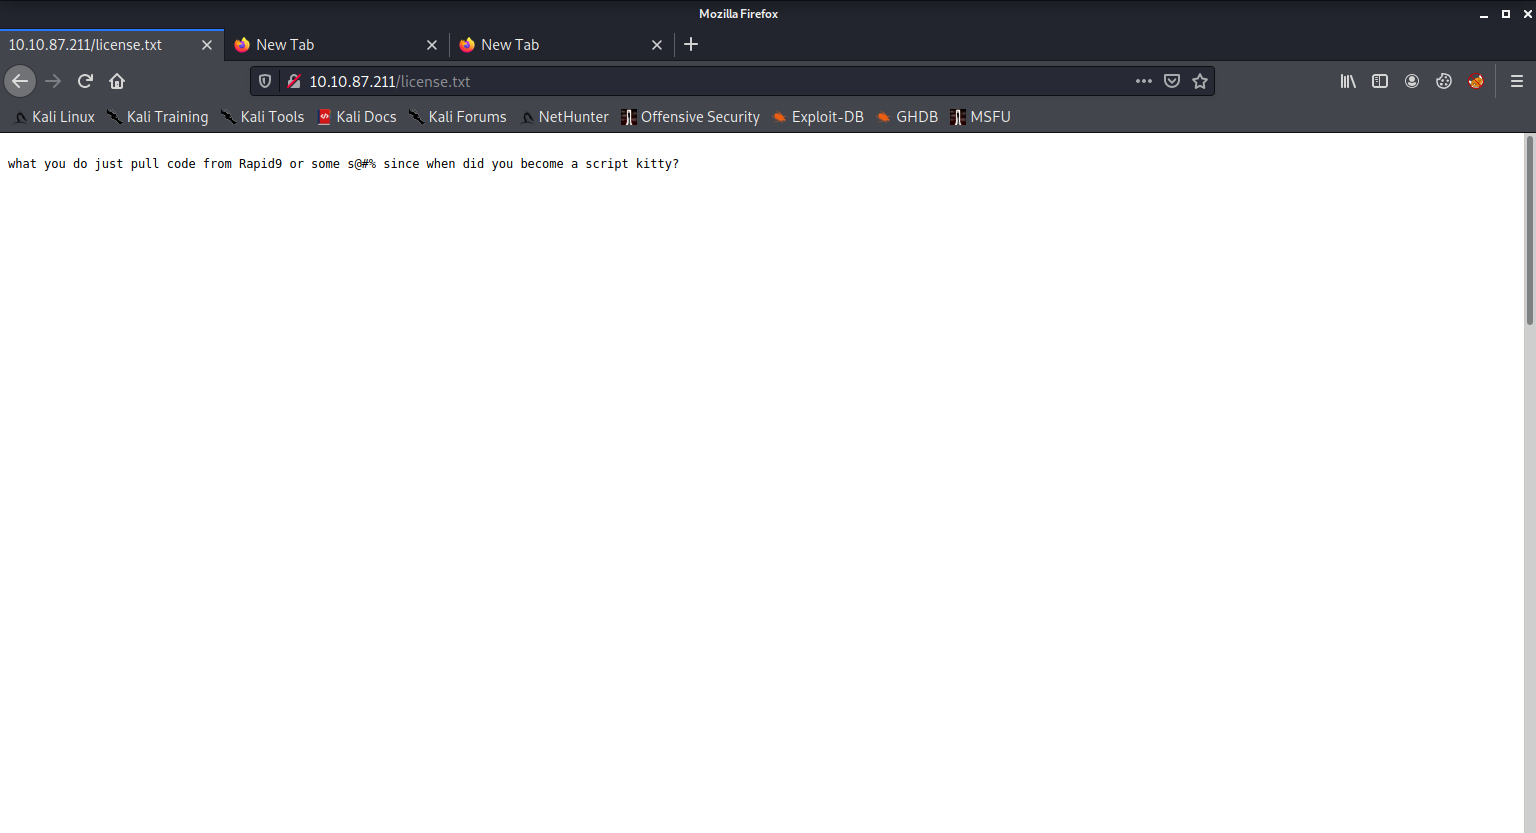 Mozilla Firefox
10.10.87.211/license.txt
New Tab
New Tab
10.10.87.211/license.txt
Kali Linux
Kali Training
Kali Tools
Kali Docs
Kali Forums
NetHunter
Offensive Security
Exploit-DB
GHDB
MSFU
what you do just pull code from Rapid9 or some s@#% since when did you become a script kitty?